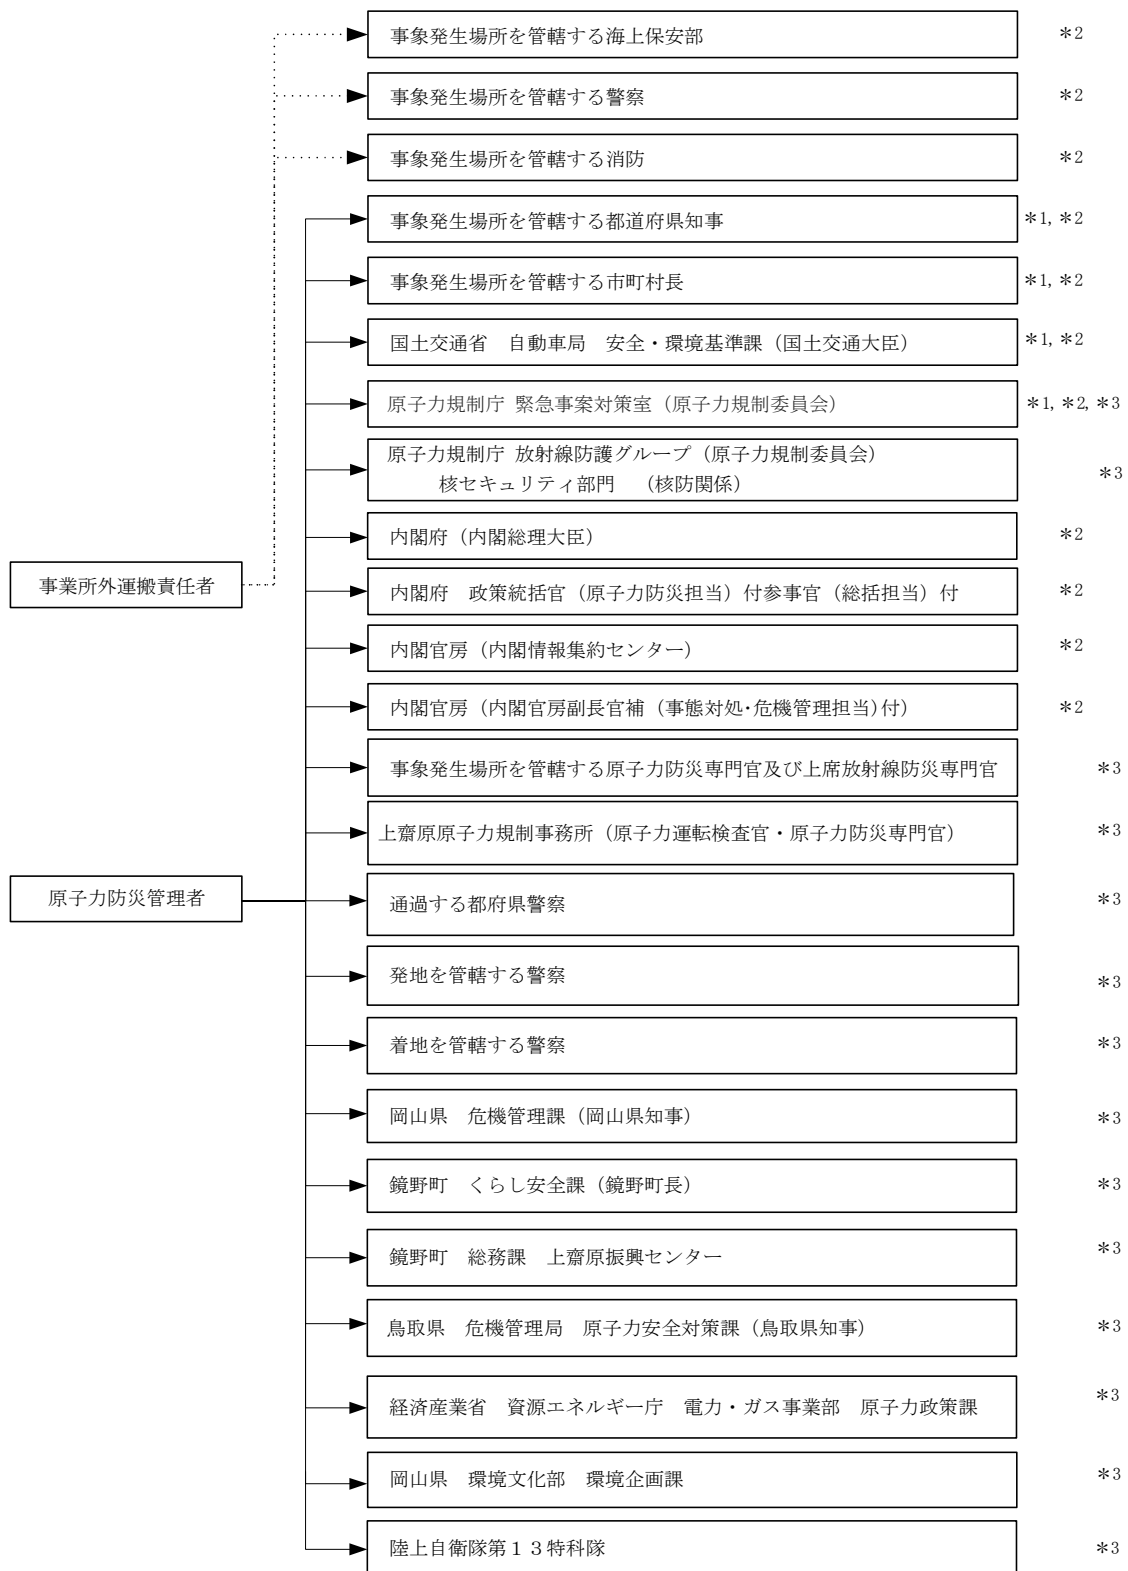 事象発生場所を管轄する海上保安部 *2
事象発生場所を管轄する警察 *2
事象発生場所を管轄する消防 *2
事象発生場所を管轄する都道府県知事 *1, *2
事象発生場所を管轄する市町村長 *1, *2
国土交通省 自動車局 安全・環境基準課（国土交通大臣） *1, *2
原子力規制庁 緊急事案対策室（原子力規制委員会） *1, *2, *3
原子力規制庁 放射線防護グループ（原子力規制委員会）
核セキュリティ部門 （核防関係） *3
内閣府（内閣総理大臣） *2
事業所外運搬責任者
内閣府 政策統括官（原子力防災担当）付参事官（総括担当）付 *2
内閣官房（内閣情報集約センター） *2
内閣官房（内閣官房副長官補（事態対処・危機管理担当）付） *2
事象発生場所を管轄する原子力防災専門官及び上席放射線防災専門官 *3
上齋原原子力規制事務所（原子力運転検査官・原子力防災専門官） *3
原子力防災管理者
通過する都府県警察 *3
発地を管轄する警察 *3
着地を管轄する警察 *3
岡山県 危機管理課（岡山県知事） *3
鏡野町 くらし安全課（鏡野町長） *3
鏡野町 総務課 上齋原振興センター *3
鳥取県 危機管理局 原子力安全対策課（鳥取県知事） *3
経済産業省 資源エネルギー庁 電力・ガス事業部 原子力政策課 *3
岡山県 環境文化部 環境企画課 *3
陸上自衛隊第１３特科隊 *3